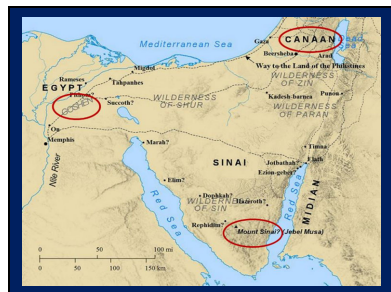 Mediterranean Sea
Dead Sea
CANAAN
Gaza
Beersheba
Arad
Way to the Land of the Philistines
Migdol
Rameses
Tahpanhes
EGYPT
Pithom?
GOSHEN
Succoth?
WILDERNESS OF SHUR
WILDERNESS OF ZIN
Kadesh-barnea
Punon
WILDERNESS OF PARAN
On
Memphis
Nile River
Marah?
SINAI
Timna
Jotbathah?
Elath
Ezion-geber?
Elim?
Dophkah?
WILDERNESS OF SIN
Hazeroth?
Red Sea
Red Sea
MIDIAN
Rephidim?
Mount Sinai? (Jebel Musa)
0 50 100 mi
0 50 100 150 km